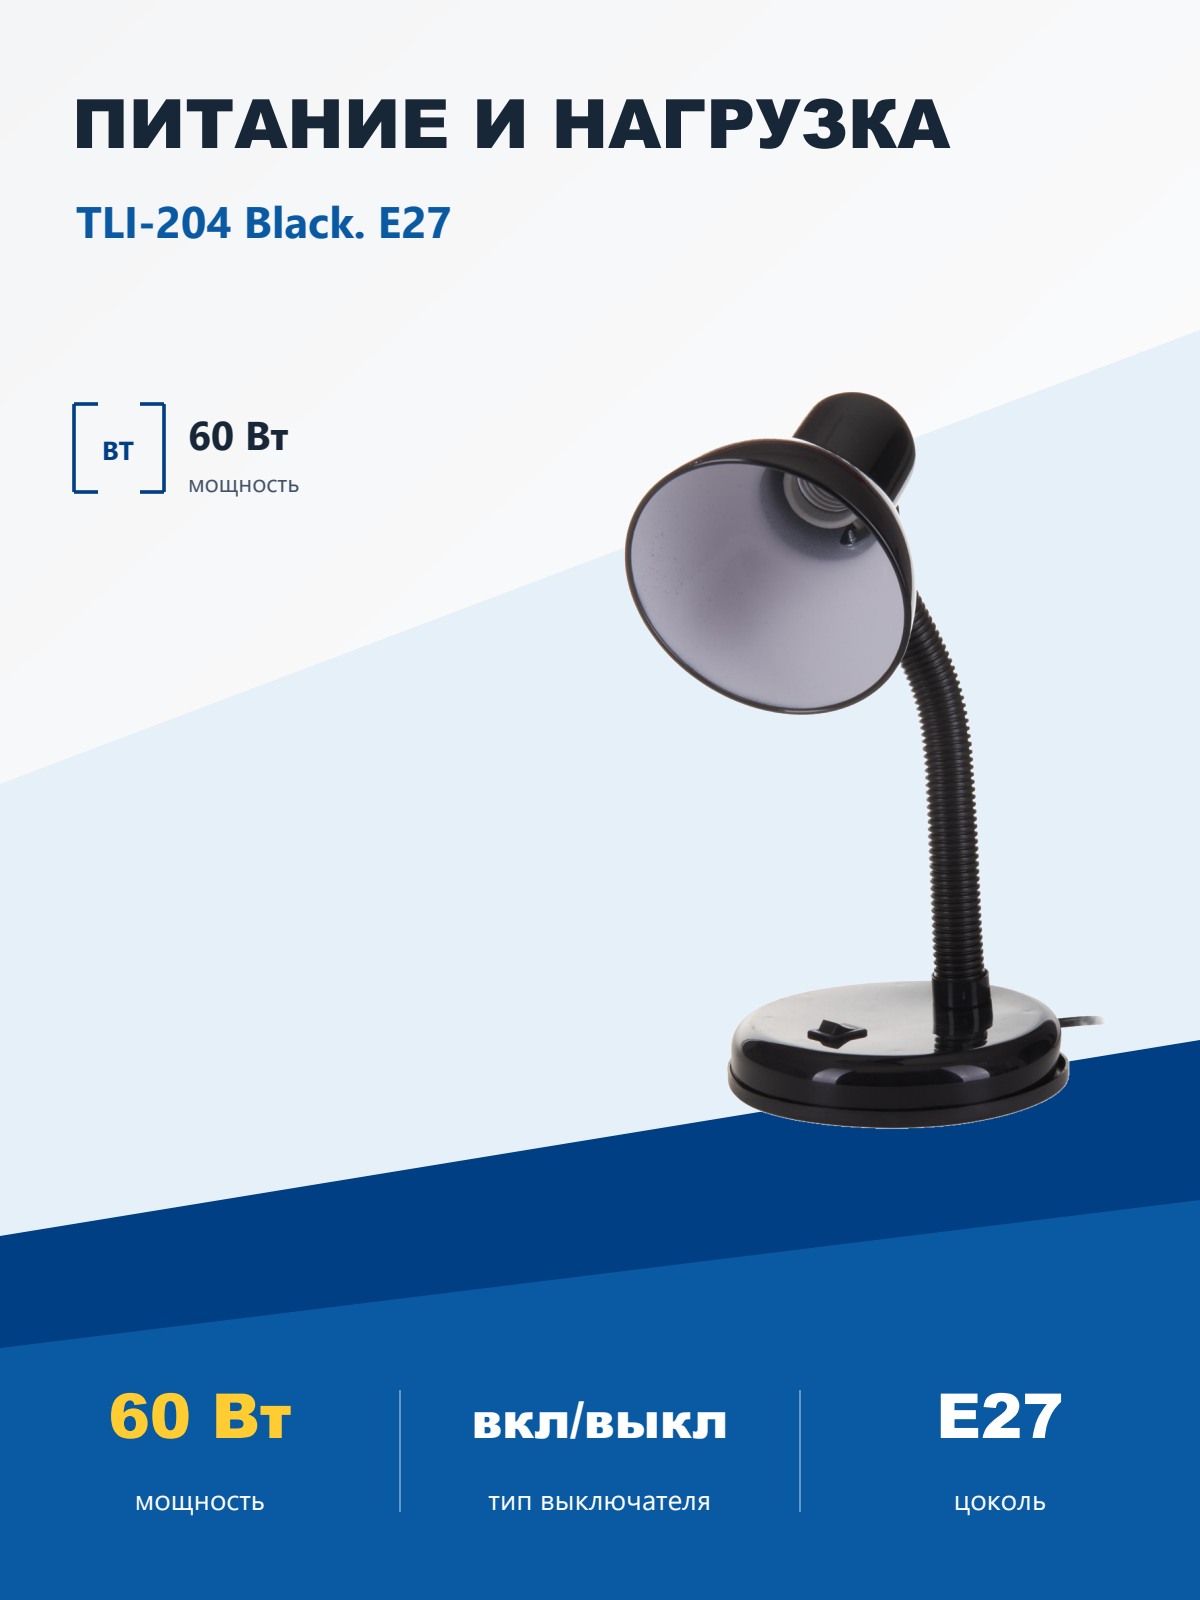 ПИТАНИЕ И НАГРУЗКА
TLI-204 Black. E27
ВТ
60 Вт
мощность
60 Вт
мощность
вкл/выкл
тип выключателя
E27
цоколь